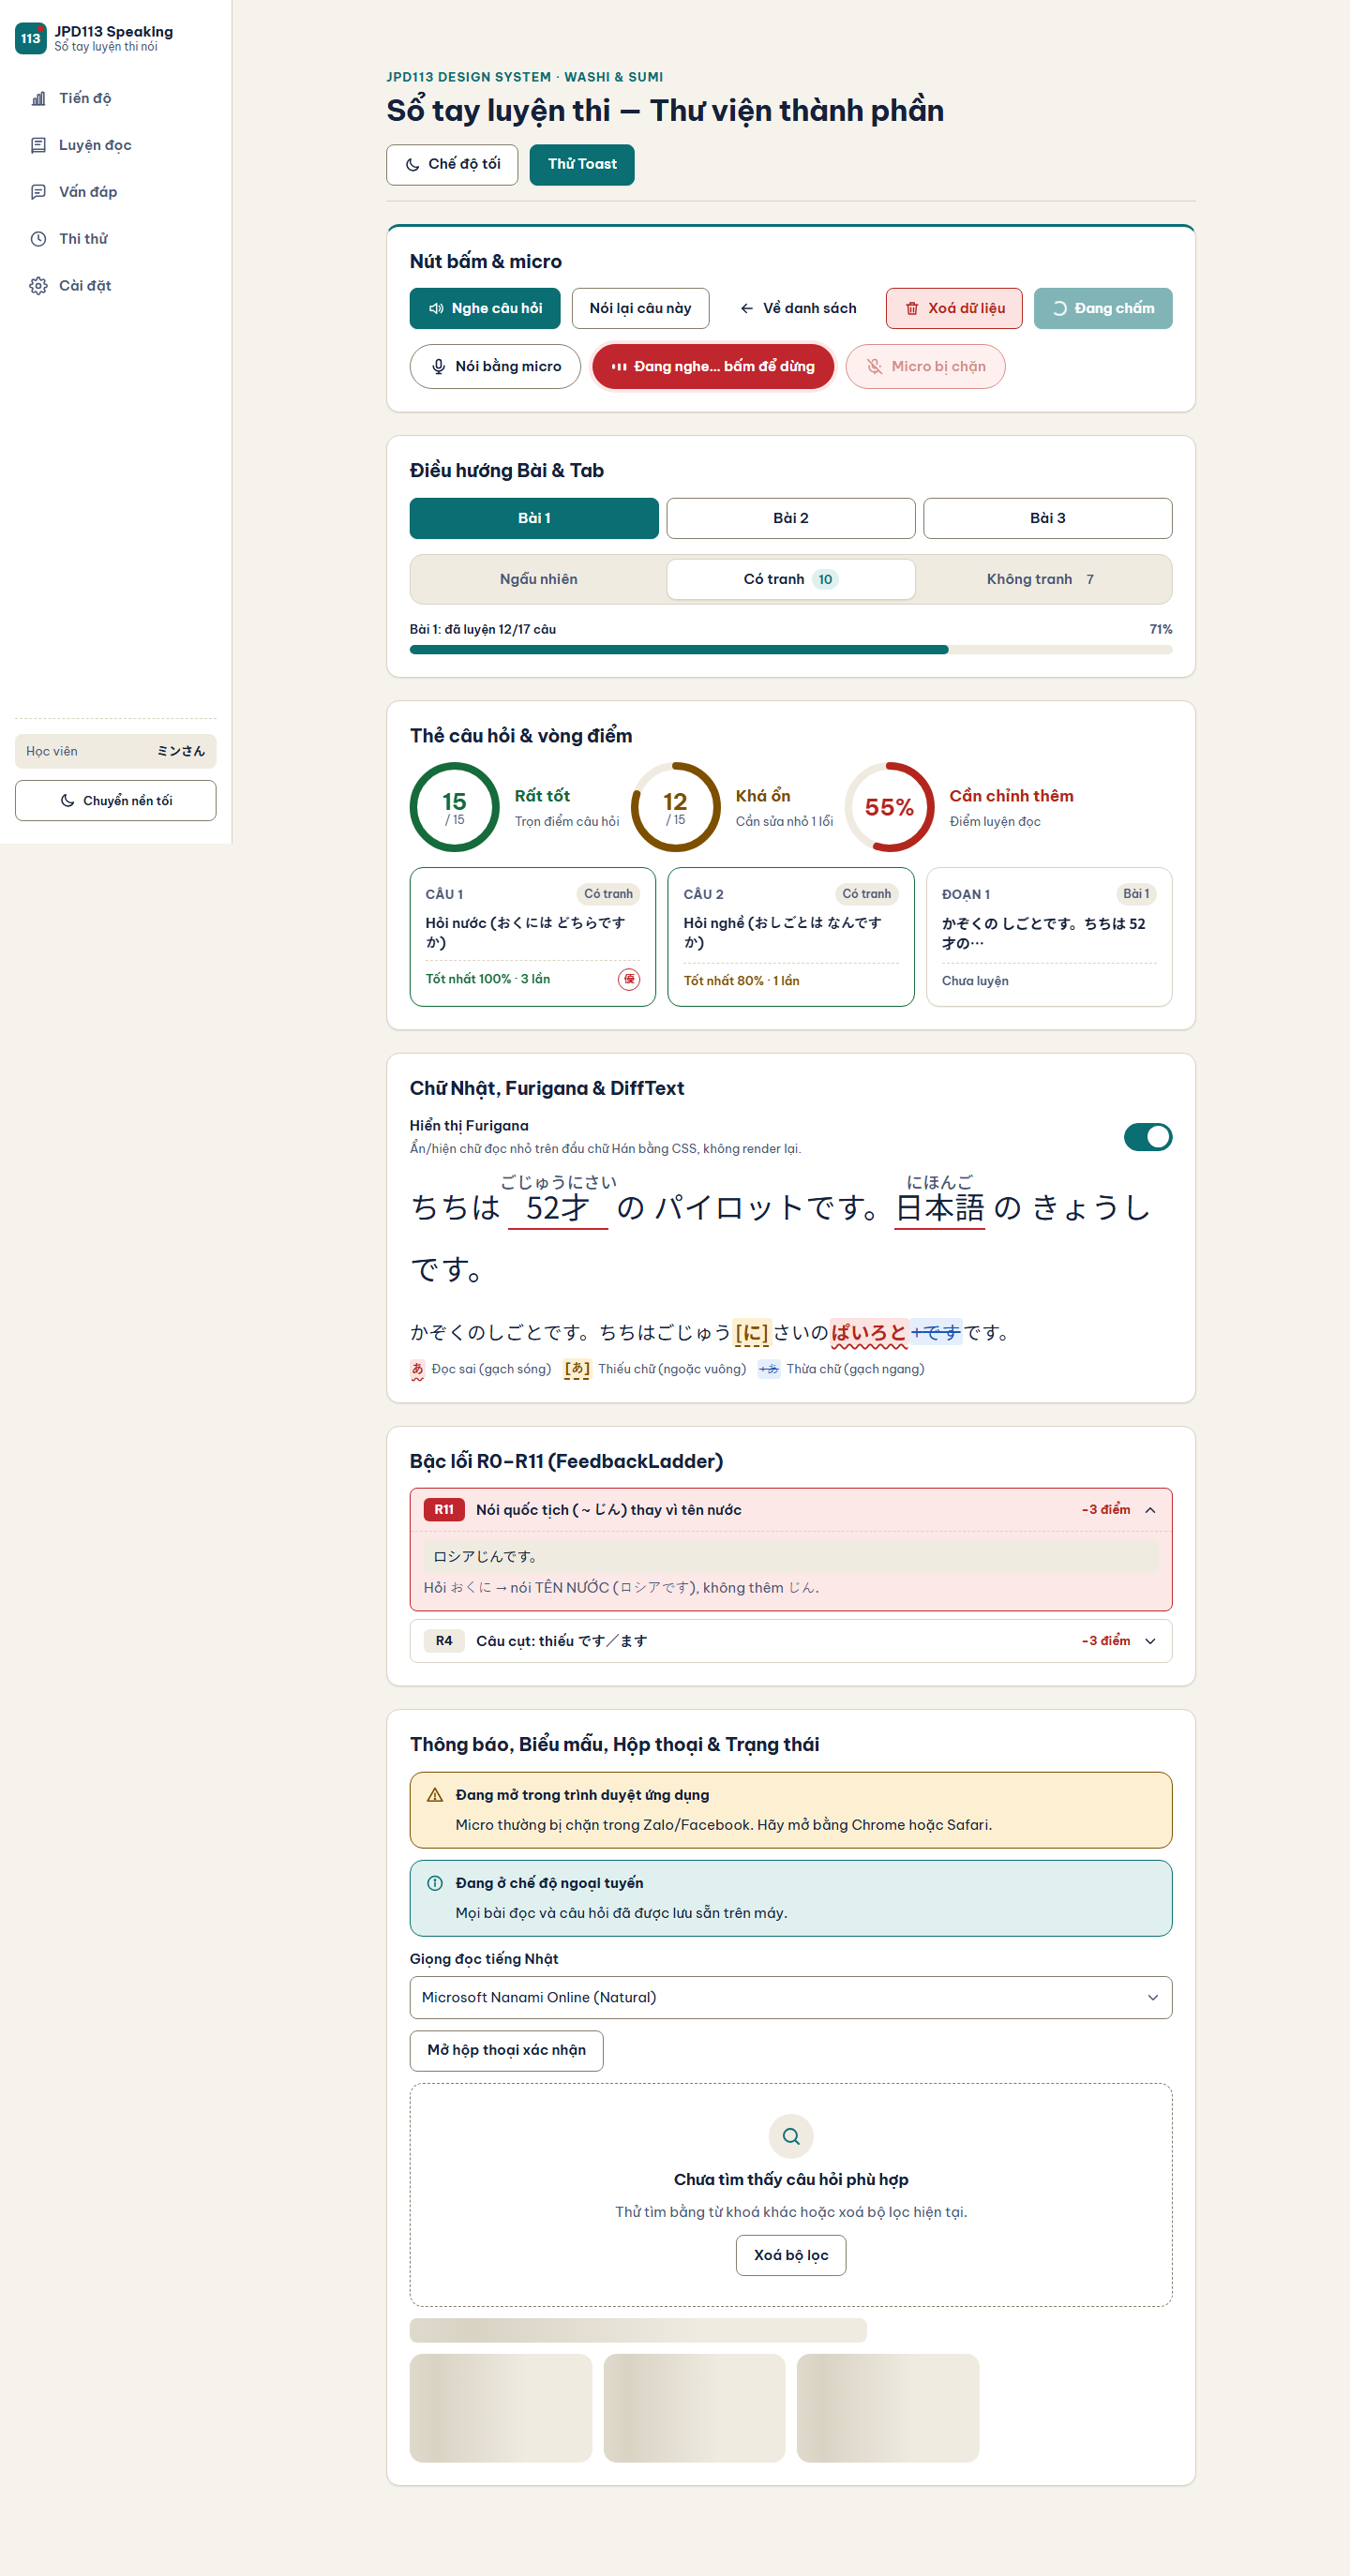 113
JPD113 Speaking
Sổ tay luyện thi nói
Tiến độ
Luyện đọc
Vấn đáp
Thi thử
Cài đặt
Học viên
ミンさん
Chuyển nền tối
JPD113 DESIGN SYSTEM · WASHI & SUMI
Sổ tay luyện thi — Thư viện thành phần
Chế độ tối
Thử Toast
Nút bấm & micro
Nghe câu hỏi
Nói lại câu này
Về danh sách
Xoá dữ liệu
Đang chấm
Nói bằng micro
Đang nghe... bấm để dừng
Micro bị chặn
Điều hướng Bài & Tab
Bài 1
Bài 2
Bài 3
Ngẫu nhiên
Có tranh 10
Không tranh 7
Bài 1: đã luyện 12/17 câu
71%
Thẻ câu hỏi & vòng điểm
15
/ 15
Rất tốt
Trọn điểm câu hỏi
12
/ 15
Khá ổn
Cần sửa nhỏ 1 lỗi
55%
Cần chỉnh thêm
Điểm luyện đọc
CÂU 1
Có tranh
Hỏi nước (おくには どちらです
か)
Tốt nhất 100% · 3 lần
優
CÂU 2
Có tranh
Hỏi nghề (おしごとは なんです
か)
Tốt nhất 80% · 1 lần
ĐOẠN 1
Bài 1
かぞくの しごとです。ちちは 52
才の…
Chưa luyện
Chữ Nhật, Furigana & DiffText
Hiển thị Furigana
Ẩn/hiện chữ đọc nhỏ trên đầu chữ Hán bằng CSS, không render lại.
ごじゅうにさい
にほんご
ちちは 52才 の パイロットです。日本語 の きょうし
です。
かぞくのしごとです。ちちはごじゅう[に]さいのぱいろと+ですです。
あ Đọc sai (gạch sóng)
[あ] Thiếu chữ (ngoặc vuông)
+あ Thừa chữ (gạch ngang)
Bậc lỗi R0–R11 (FeedbackLadder)
R11
Nói quốc tịch (~じん) thay vì tên nước
-3 điểm
ロシアじんです。
Hỏi おくに → nói TÊN NƯỚC (ロシアです), không thêm じん.
R4
Câu cụt: thiếu です／ます
-3 điểm
Thông báo, Biểu mẫu, Hộp thoại & Trạng thái
Đang mở trong trình duyệt ứng dụng
Micro thường bị chặn trong Zalo/Facebook. Hãy mở bằng Chrome hoặc Safari.
Đang ở chế độ ngoại tuyến
Mọi bài đọc và câu hỏi đã được lưu sẵn trên máy.
Giọng đọc tiếng Nhật
Microsoft Nanami Online (Natural)
Mở hộp thoại xác nhận
Chưa tìm thấy câu hỏi phù hợp
Thử tìm bằng từ khoá khác hoặc xoá bộ lọc hiện tại.
Xoá bộ lọc